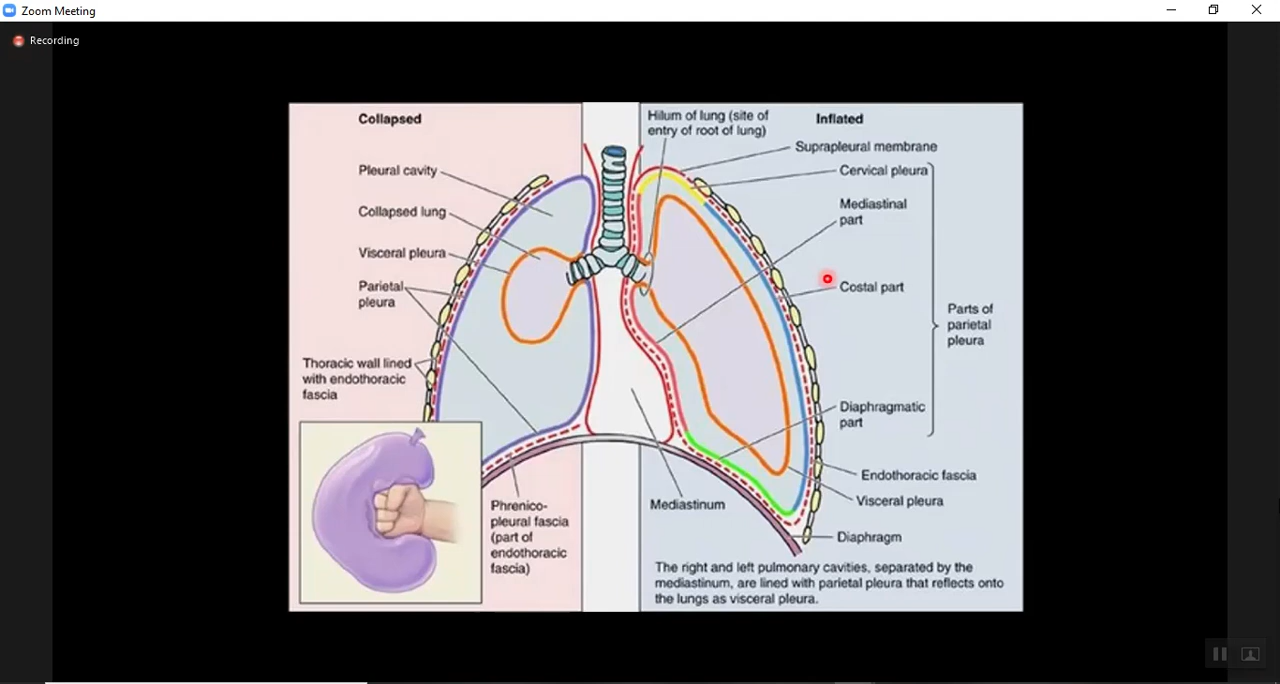 Zoom Meeting
Recording
Collapsed
Pleural cavity
Collapsed lung
Visceral pleura
Parietal
pleura
Thoracic wall lined
with endothoracic
fascia
Phrenico-
pleural fascia
(part of
endothoracic
fascia)
Hilum of lung (site of
entry of root of lung)
Inflated
Suprapleural membrane
Cervical pleura
Mediastinal
part
Costal part
Parts of
parietal
pleura
Diaphragmatic
part
Endothoracic fascia
Visceral pleura
Mediastinum
Diaphragm
The right and left pulmonary cavities, separated by the
mediastinum, are lined with parietal pleura that reflects onto
the lungs as visceral pleura.